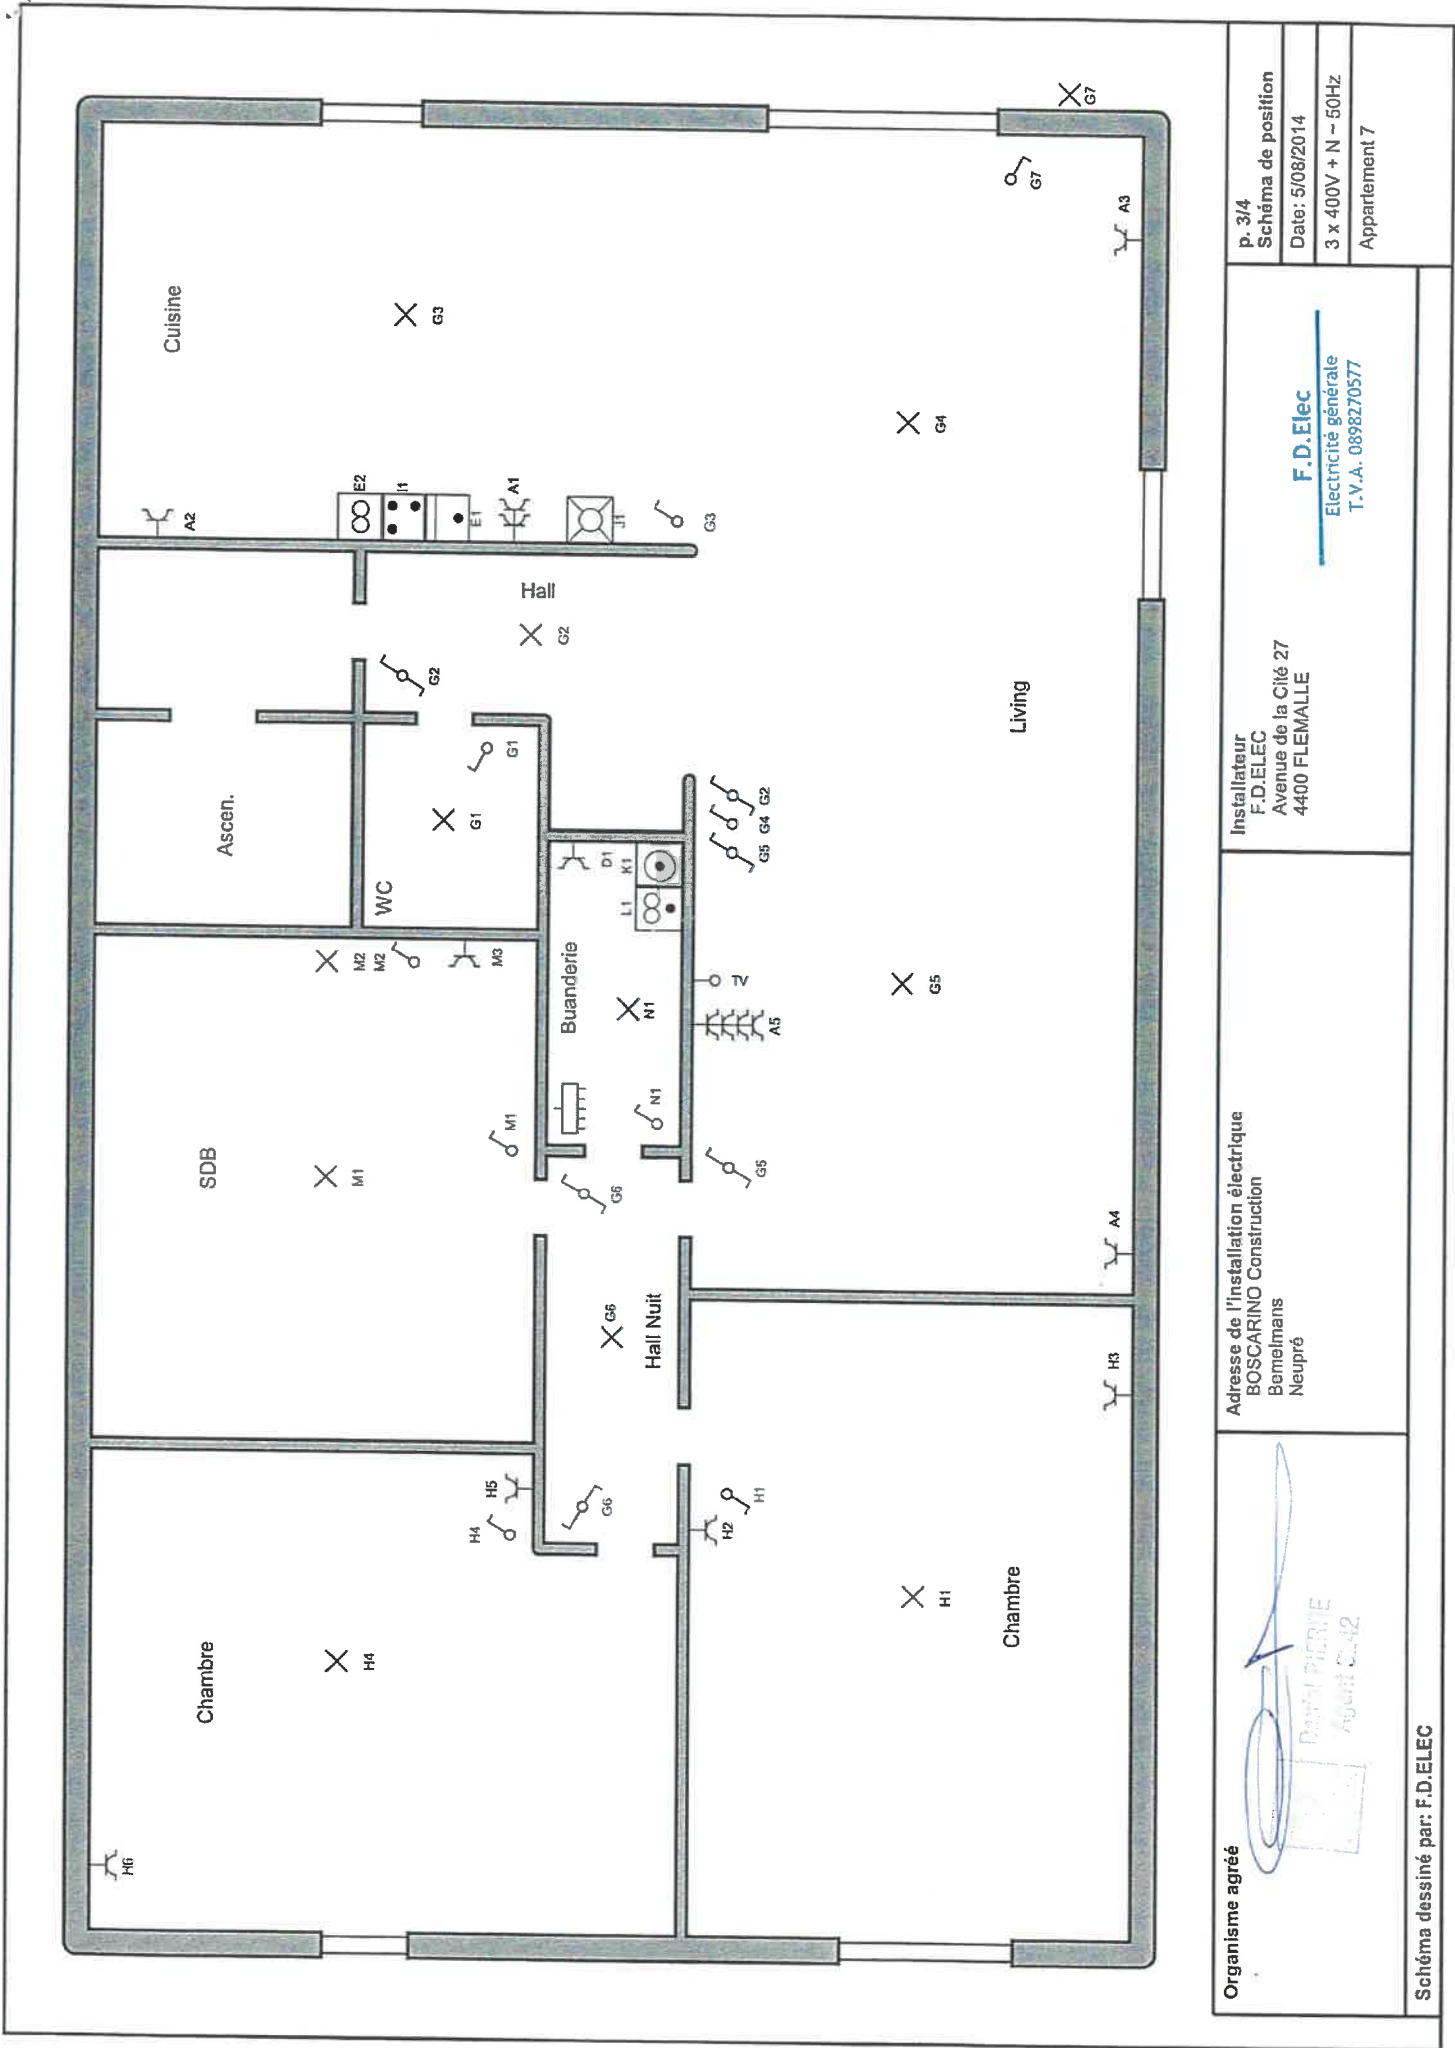 H6
Chambre
H4
H4
H5
G6
H2
H1
H1
Chambre
H3
SDB
M1
M1
M2
M2
M3
G6
Hall Nuit
G6
Buanderie
N1
N1
L1
K1
D1
Ascen.
WC
G1
G1
G2
Hall
G2
A2
Cuisine
G3
E2
I1
E1
A1
J1
G3
G5
G4
G2
TV
A5
G5
G5
G4
Living
A4
A3
G7
G7
Organisme agréé
Daniel PIERRE
Agent EL42
Adresse de l'installation électrique
BOSCARINO Construction
Bemelmans
Neupré
Installateur
F.D.ELEC
Avenue de la Cité 27
4400 FLEMALLE
F.D.Elec
Electricité générale
T.V.A. 0898270577
p. 3/4
Schéma de position
Date: 5/08/2014
3 x 400V + N ~ 50Hz
Appartement 7
Schéma dessiné par: F.D.ELEC